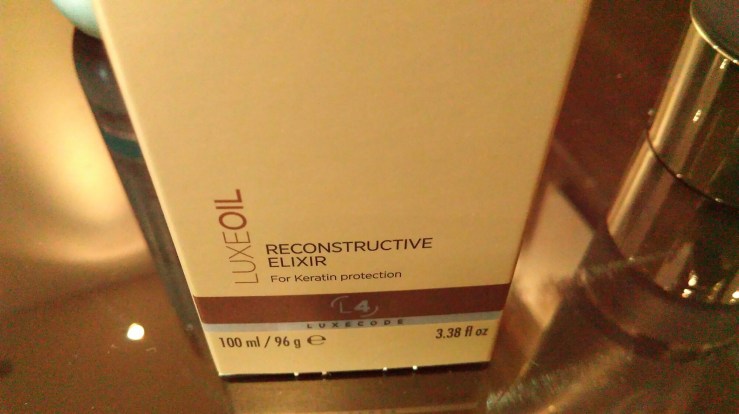 LUXEOIL
RECONSTRUCTIVE
ELIXIR
For Keratin protection
L4
LUXECODE
100 ml / 96 g ℮
3.38 fl oz